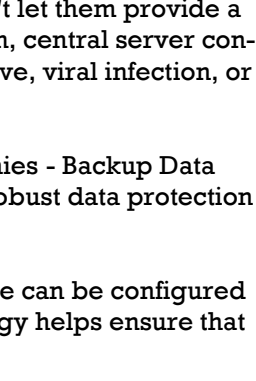 't let them provide a
n, central server con-
ve, viral infection, or
nies - Backup Data
obust data protection
e can be configured
gy helps ensure that